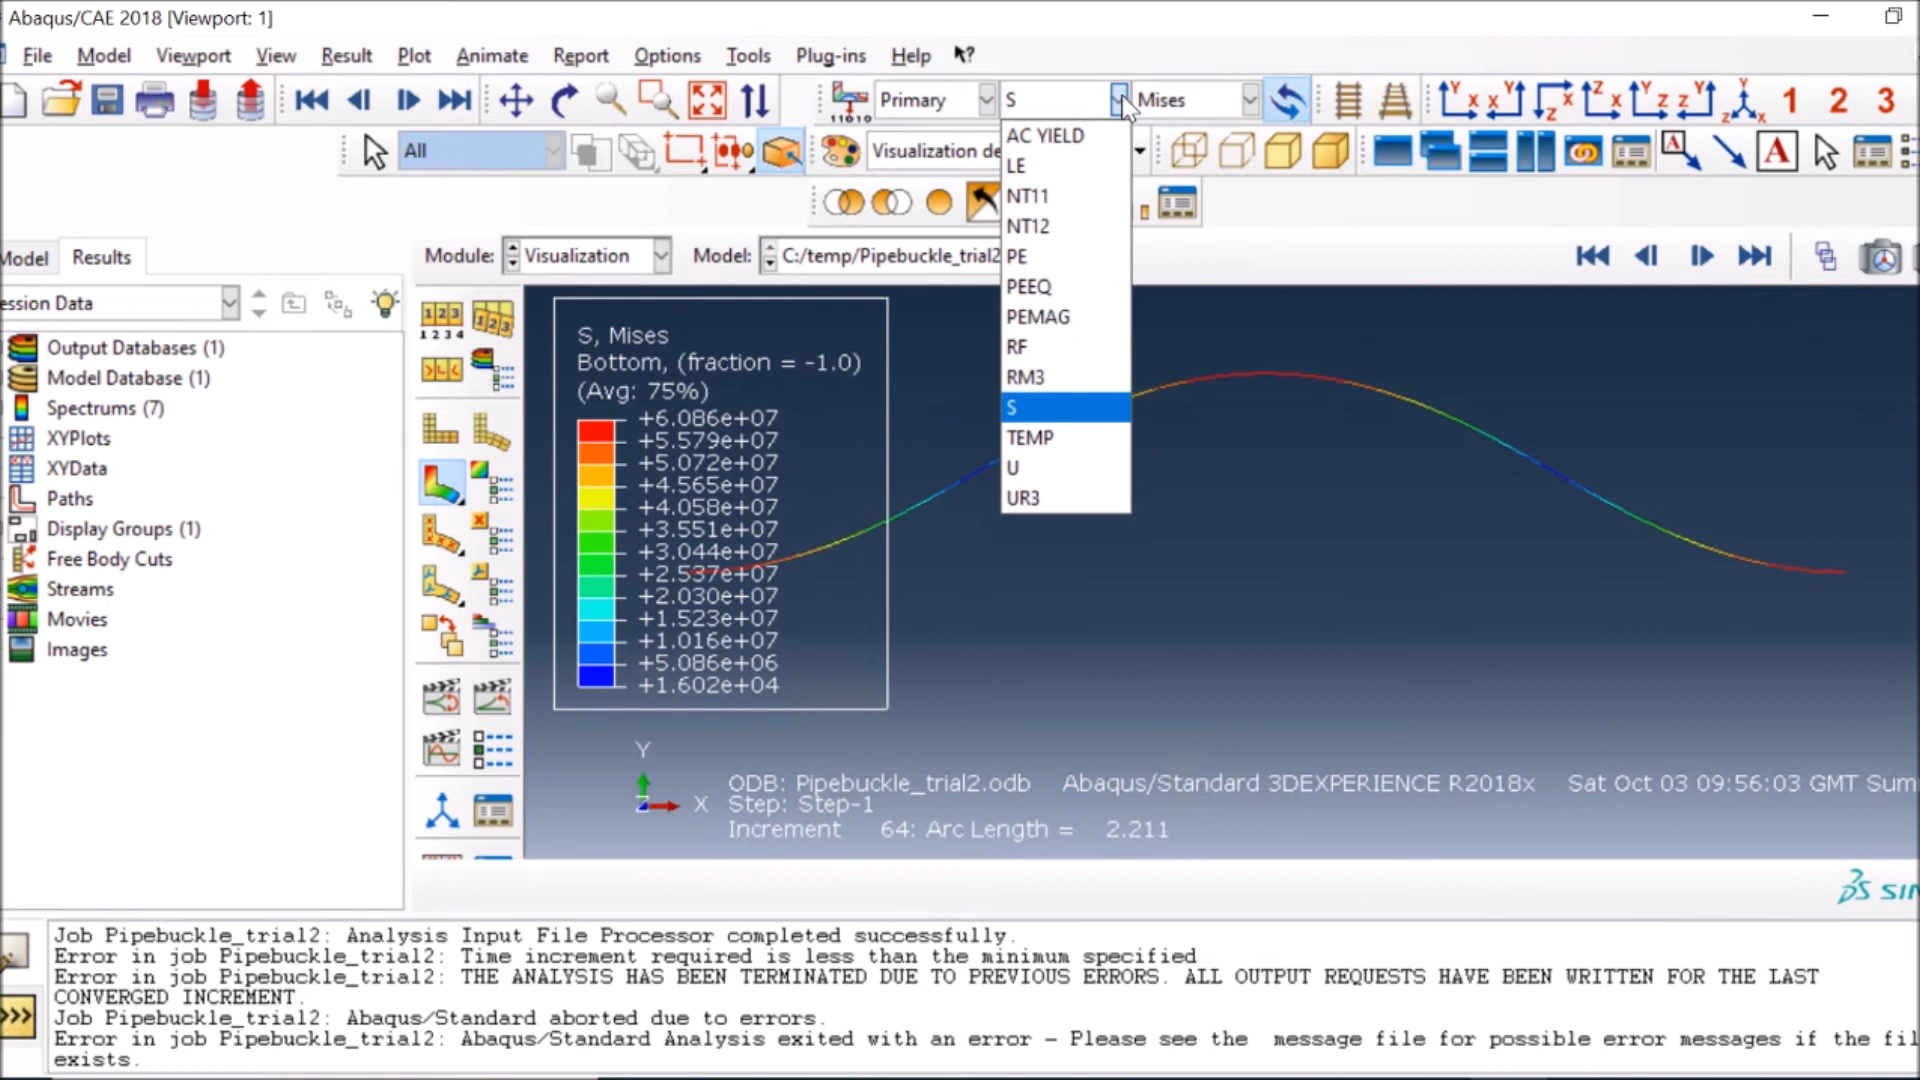 Abaqus/CAE 2018 [Viewport: 1]
File Model Viewport View Result Plot Animate Report Options Tools Plug-ins Help
Primary S Mises
1 2 3
All
Visualization de
AC YIELD
LE
NT11
NT12
PE
PEEQ
PEMAG
RF
RM3
S
TEMP
U
UR3
Model Results
Module: Visualization Model: C:/temp/Pipebuckle_trial2
ession Data
Output Databases (1)
Model Database (1)
Spectrums (7)
XYPlots
XYData
Paths
Display Groups (1)
Free Body Cuts
Streams
Movies
Images
S, Mises
Bottom, (fraction = -1.0)
(Avg: 75%)
+6.086e+07
+5.579e+07
+5.072e+07
+4.565e+07
+4.058e+07
+3.551e+07
+3.044e+07
+2.537e+07
+2.030e+07
+1.523e+07
+1.016e+07
+5.086e+06
+1.602e+04
Y
Z X
ODB: Pipebuckle_trial2.odb Abaqus/Standard 3DEXPERIENCE R2018x Sat Oct 03 09:56:03 GMT Sum
Step: Step-1
Increment 64: Arc Length = 2.211
Job Pipebuckle_trial2: Analysis Input File Processor completed successfully.
Error in job Pipebuckle_trial2: Time increment required is less than the minimum specified
Error in job Pipebuckle_trial2: THE ANALYSIS HAS BEEN TERMINATED DUE TO PREVIOUS ERRORS. ALL OUTPUT REQUESTS HAVE BEEN WRITTEN FOR THE LAST
CONVERGED INCREMENT.
Job Pipebuckle_trial2: Abaqus/Standard aborted due to errors.
Error in job Pipebuckle_trial2: Abaqus/Standard Analysis exited with an error - Please see the message file for possible error messages if the fil
exists.